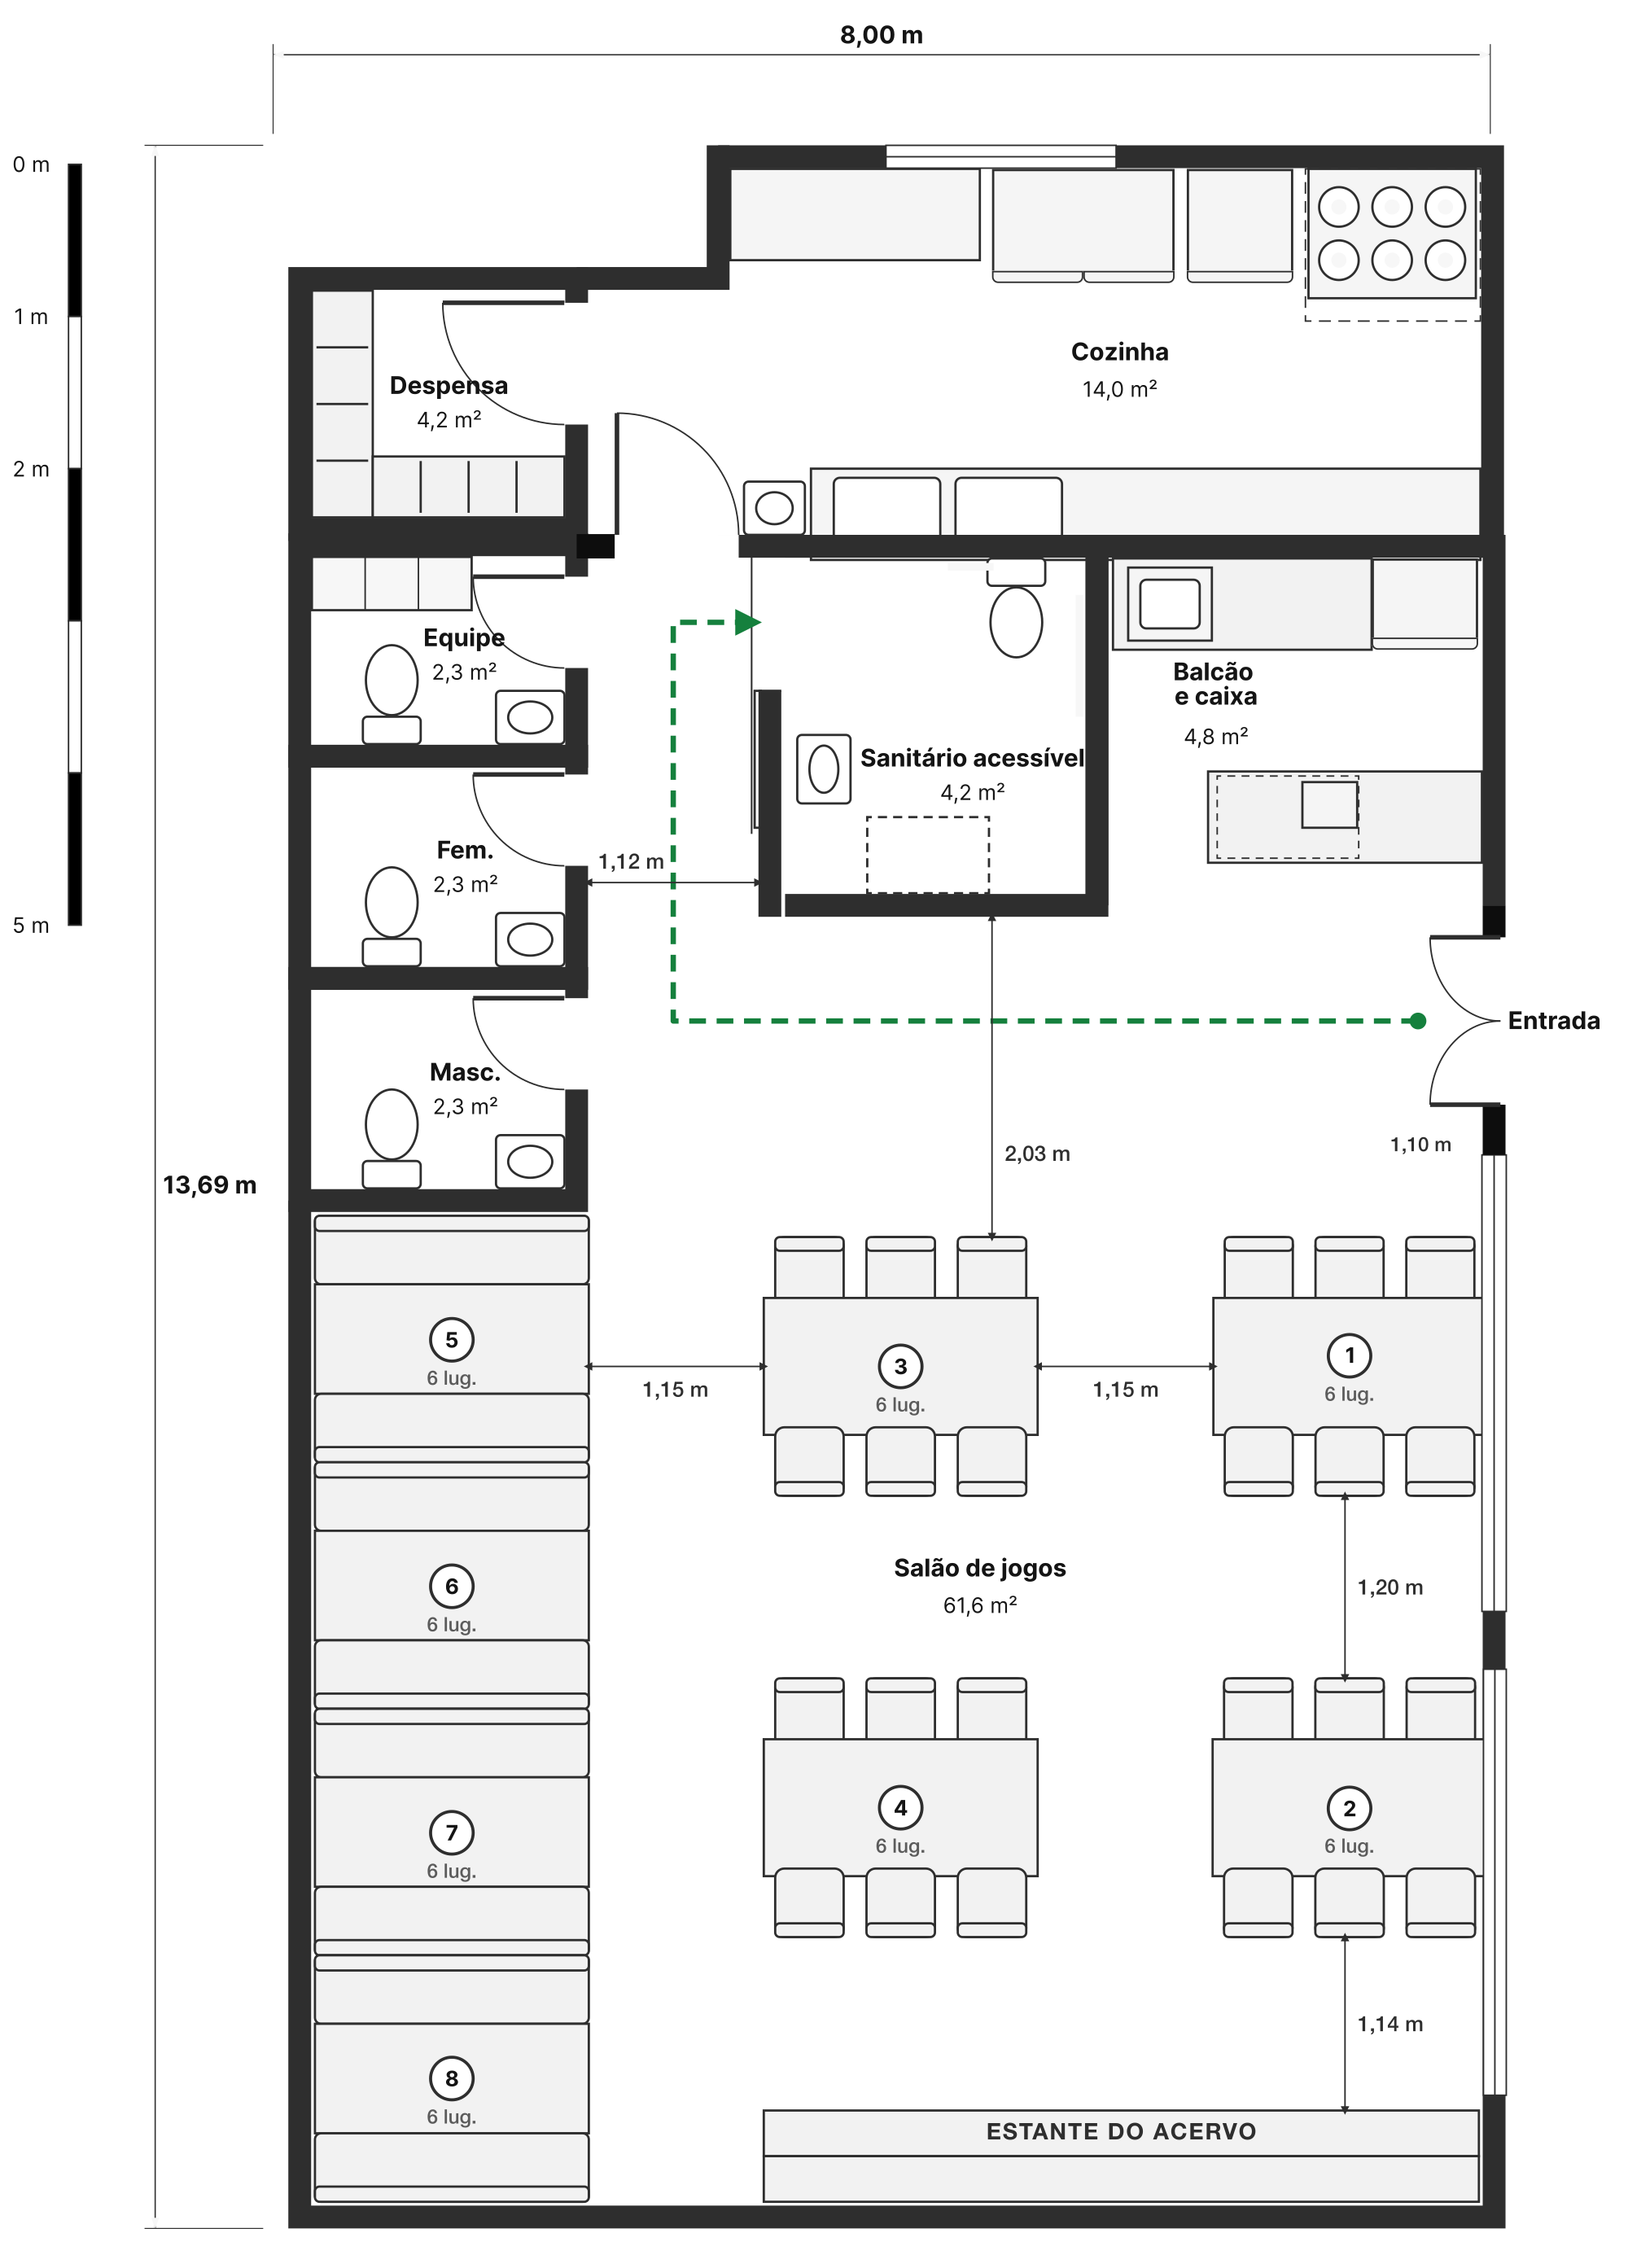 8,00 m
0 m
1 m
2 m
5 m
13,69 m
Despensa
4,2 m²
Cozinha
14,0 m²
Equipe
2,3 m²
Balcão
e caixa
4,8 m²
Sanitário acessível
4,2 m²
Fem.
2,3 m²
1,12 m
Entrada
Masc.
2,3 m²
2,03 m
1,10 m
5
6 lug.
1,15 m
3
6 lug.
1,15 m
1
6 lug.
6
6 lug.
Salão de jogos
61,6 m²
1,20 m
7
6 lug.
4
6 lug.
2
6 lug.
1,14 m
8
6 lug.
ESTANTE DO ACERVO